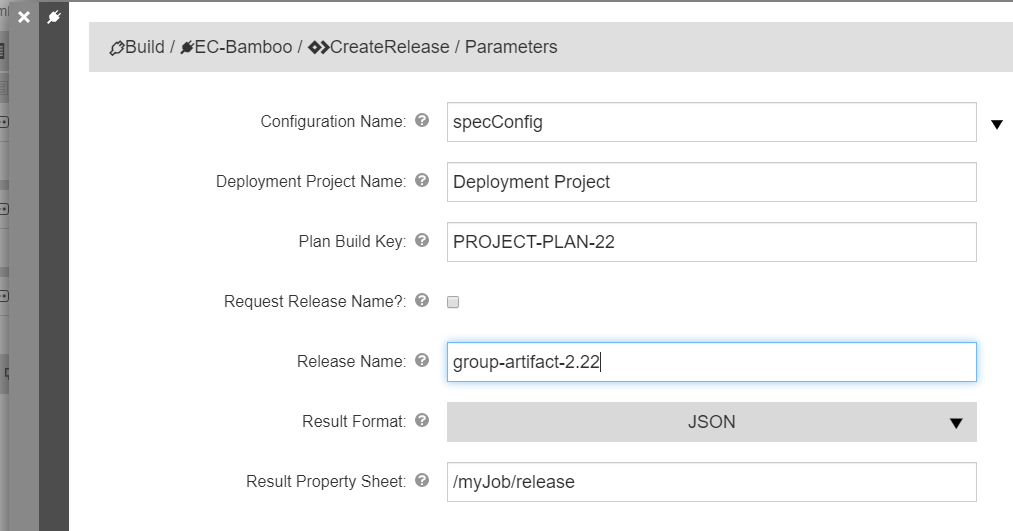 Build / EC-Bamboo / CreateRelease / Parameters
Configuration Name: specConfig
Deployment Project Name: Deployment Project
Plan Build Key: PROJECT-PLAN-22
Request Release Name?:
Release Name: group-artifact-2.22
Result Format: JSON
Result Property Sheet: /myJob/release